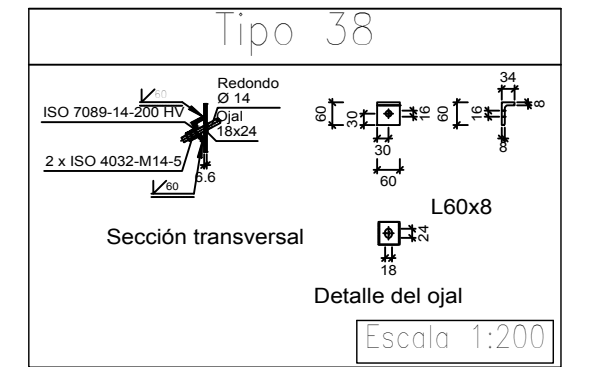 Tipo 38
60
ISO 7089-14-200 HV
2 x ISO 4032-M14-5
60
6.6
Redondo
Ø 14
Ojal
18x24
Sección transversal
60
30
16
30
60
34
60
16
8
8
L60x8
24
18
Detalle del ojal
Escala 1:200